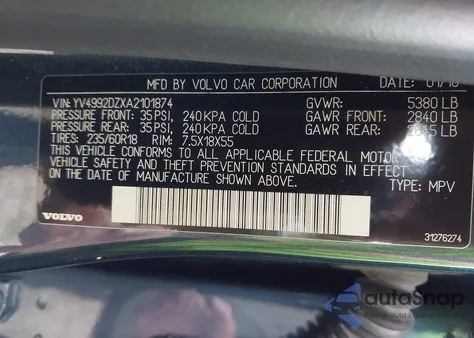 MFD BY VOLVO CAR CORPORATION DATE: 01/10
VIN: YV4992DZXA2101874 GVWR: 5380 LB
PRESSURE FRONT: 35 PSI, 240 KPA COLD GAWR FRONT: 2840 LB
PRESSURE REAR: 35 PSI, 240 KPA COLD GAWR REAR: LB
TIRES: 235/60R18 RIM: 7.5X18X55
THIS VEHICLE CONFORMS TO ALL APPLICABLE FEDERAL MOTOR
VEHICLE SAFETY AND THEFT PREVENTION STANDARDS IN EFFECT
ON THE DATE OF MANUFACTURE SHOWN ABOVE.
TYPE: MPV
VOLVO 31276274
autoSnap